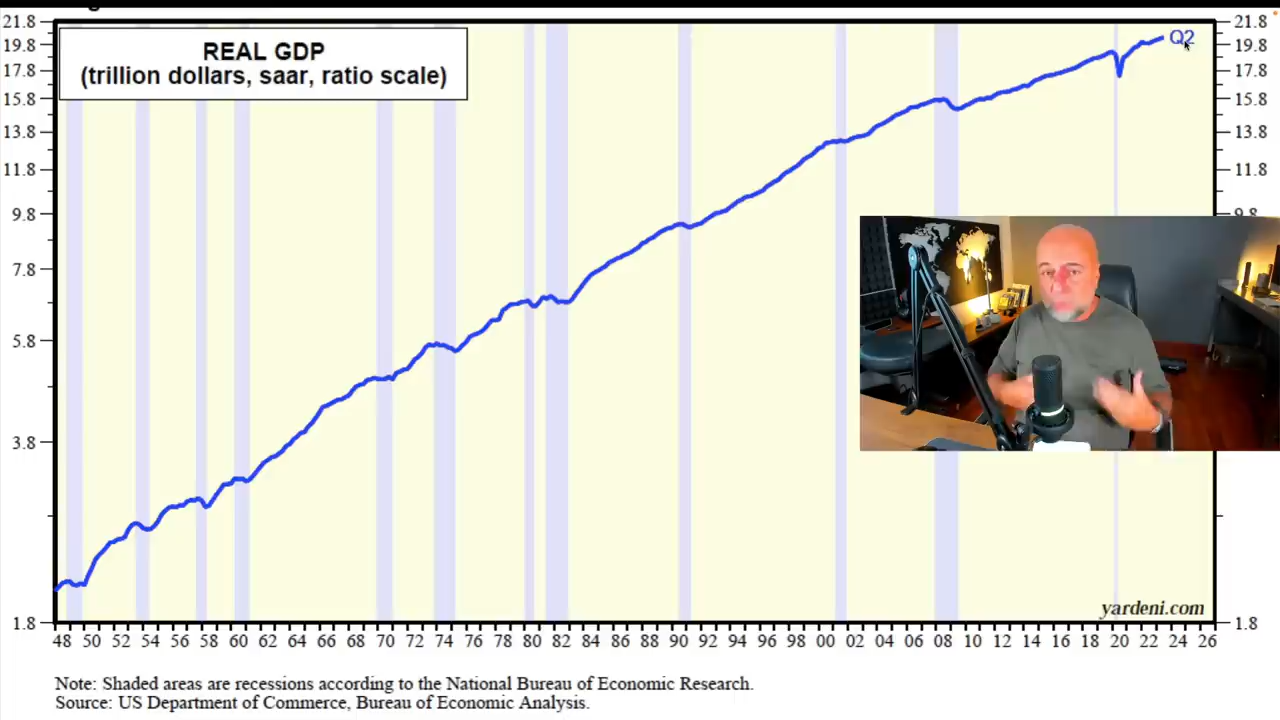 REAL GDP
(trillion dollars, saar, ratio scale)
21.8
19.8
17.8
15.8
13.8
11.8
9.8
7.8
5.8
3.8
1.8
Q2
21.8
19.8
17.8
15.8
13.8
11.8
9.8
1.8
yardeni.com
48 50 52 54 56 58 60 62 64 66 68 70 72 74 76 78 80 82 84 86 88 90 92 94 96 98 00 02 04 06 08 10 12 14 16 18 20 22 24 26
Note: Shaded areas are recessions according to the National Bureau of Economic Research.
Source: US Department of Commerce, Bureau of Economic Analysis.